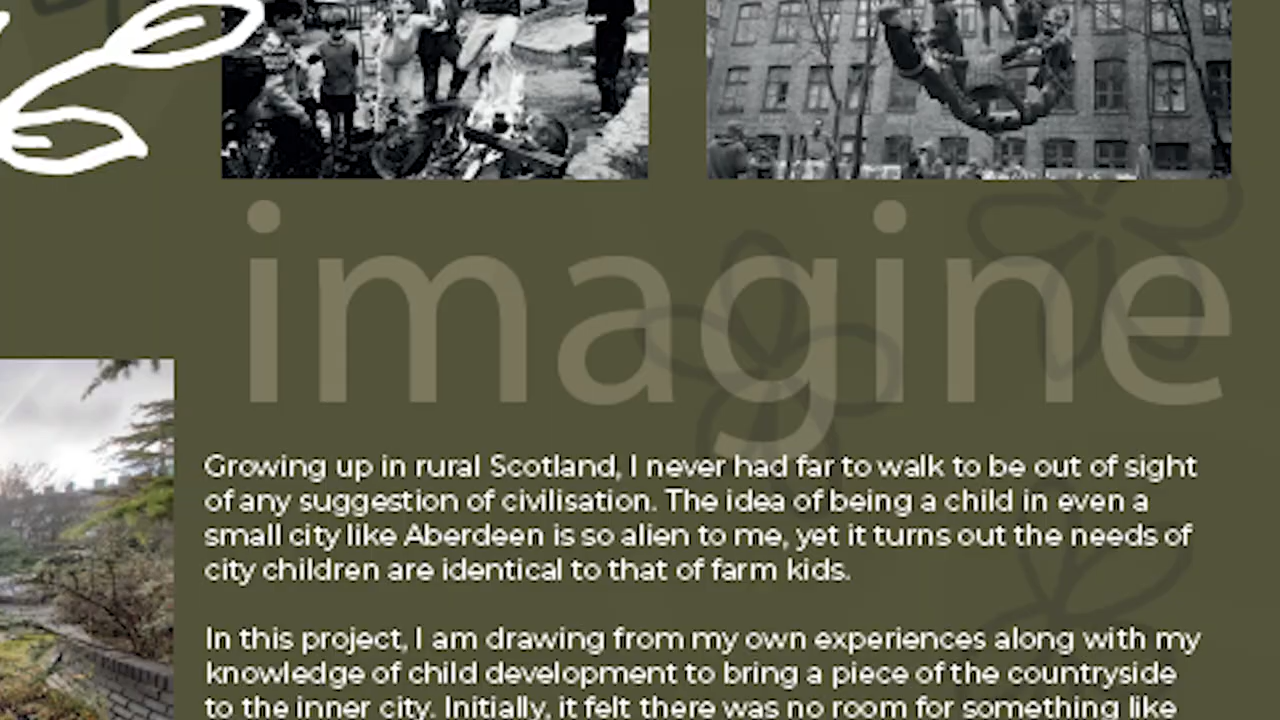 imagine
Growing up in rural Scotland, I never had far to walk to be out of sight
of any suggestion of civilisation. The idea of being a child in even a
small city like Aberdeen is so alien to me, yet it turns out the needs of
city children are identical to that of farm kids.
In this project, I am drawing from my own experiences along with my
knowledge of child development to bring a piece of the countryside
to the inner city. Initially, it felt there was no room for something like